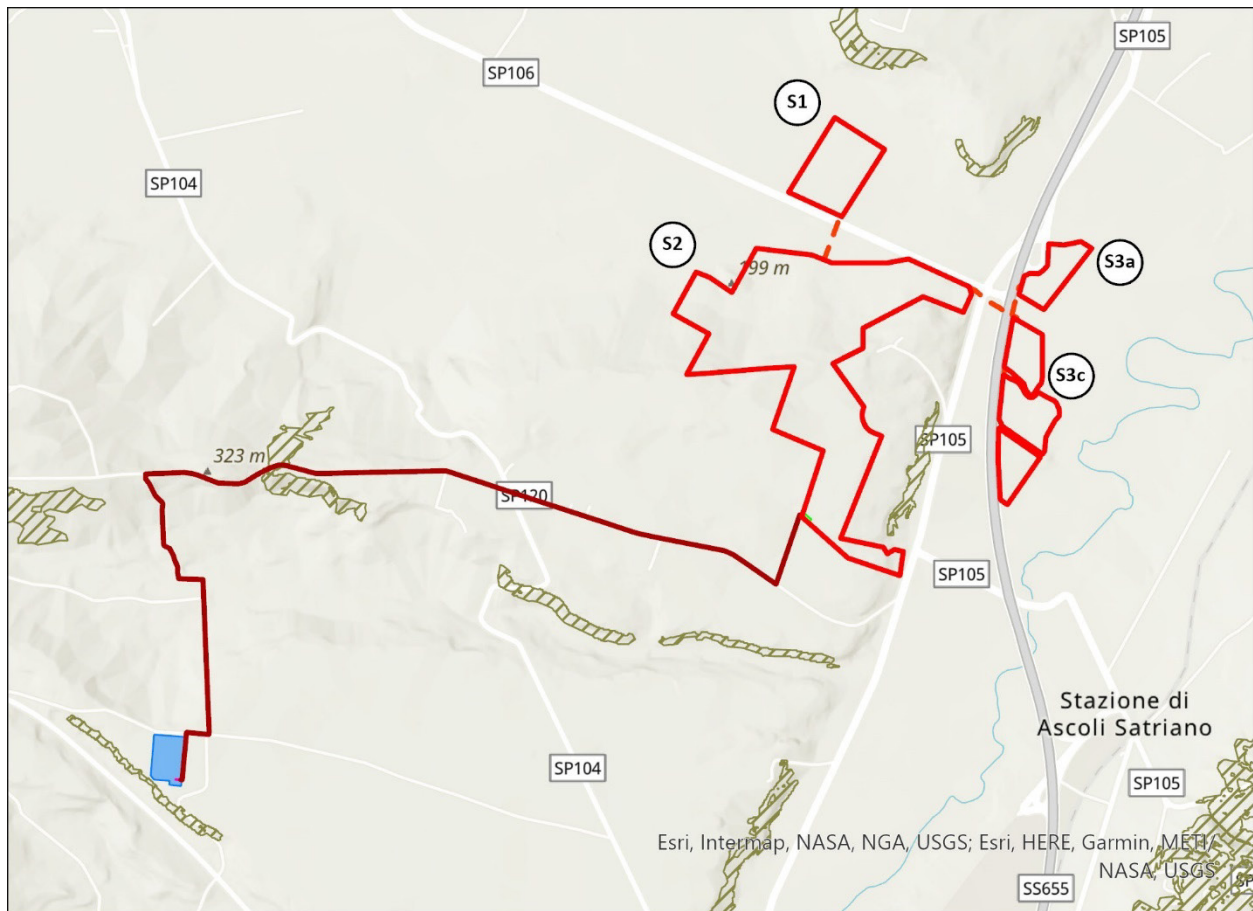 SP105
SP106
S1
SP104
S2
199 m
S3a
S3c
SP105
323 m
SP120
SP105
Stazione di
Ascoli Satriano
SP104
SP105
Esri, Intermap, NASA, NGA, USGS; Esri, HERE, Garmin, METI/
NASA, USGS
SP
SS655